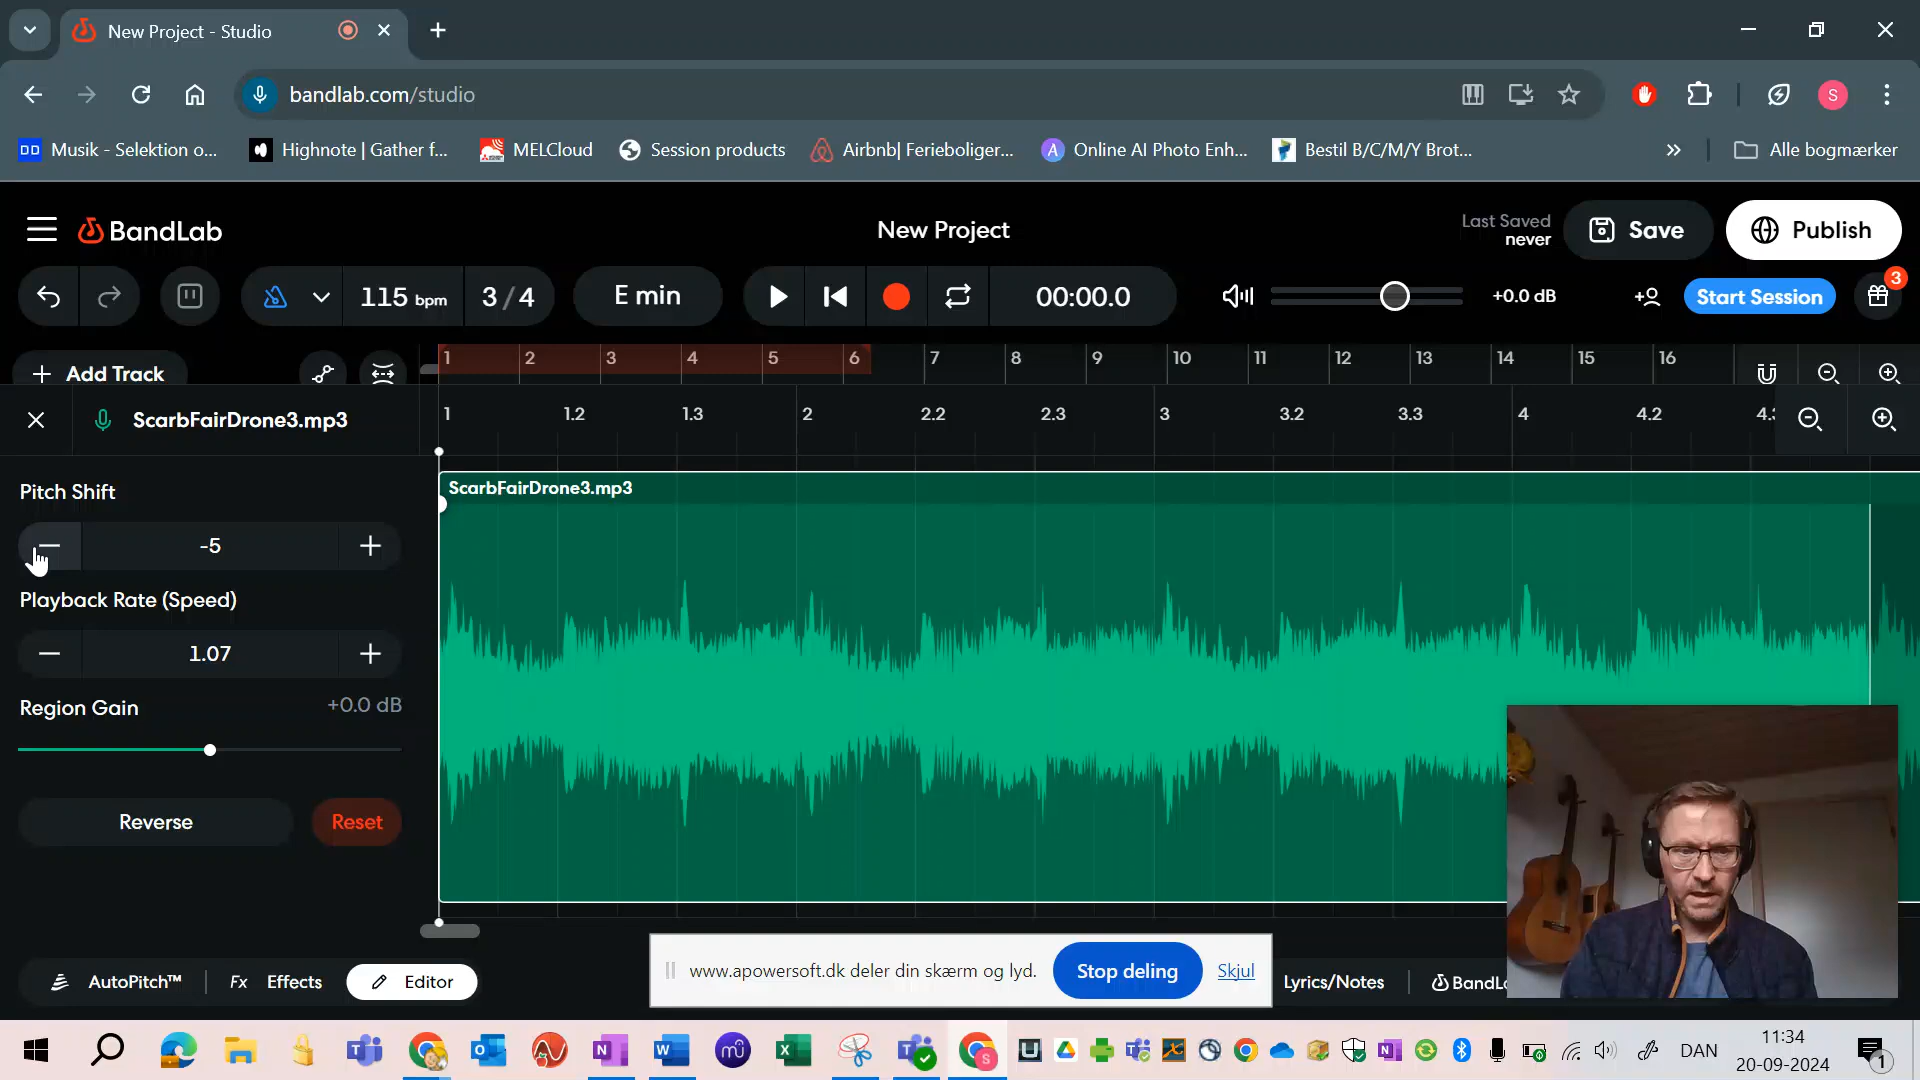 New Project - Studio
bandlab.com/studio
S
DD Musik - Selektion o...
Highnote | Gather f...
MELCloud
Session products
Airbnb| Ferieboliger...
A Online AI Photo Enh...
Bestil B/C/M/Y Brot...
Alle bogmærker
BandLab
New Project
Last Saved
never
Save
Publish
115 bpm
3 / 4
E min
00:00.0
+0.0 dB
Start Session
3
+ Add Track
1 2 3 4 5 6 7 8 9 10 11 12 13 14 15 16
ScarbFairDrone3.mp3
1 1.2 1.3 2 2.2 2.3 3 3.2 3.3 4 4.2
ScarbFairDrone3.mp3
Pitch Shift
-5
Playback Rate (Speed)
1.07
Region Gain
+0.0 dB
Reverse
Reset
AutoPitch™
Fx Effects
Editor
www.apowersoft.dk deler din skærm og lyd.
Stop deling
Skjul
Lyrics/Notes
DAN
11:34
20-09-2024
1